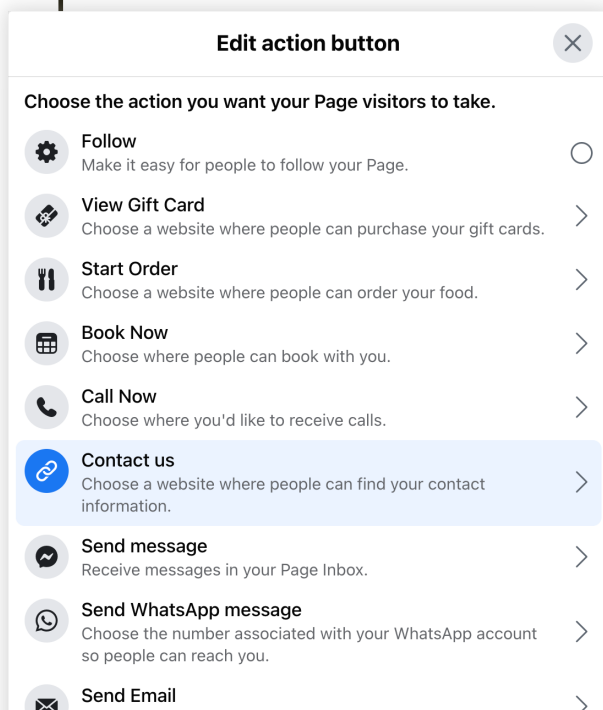 Edit action button
Choose the action you want your Page visitors to take.
Follow
Make it easy for people to follow your Page.
View Gift Card
Choose a website where people can purchase your gift cards.
Start Order
Choose a website where people can order your food.
Book Now
Choose where people can book with you.
Call Now
Choose where you'd like to receive calls.
Contact us
Choose a website where people can find your contact
information.
Send message
Receive messages in your Page Inbox.
Send WhatsApp message
Choose the number associated with your WhatsApp account
so people can reach you.
Send Email